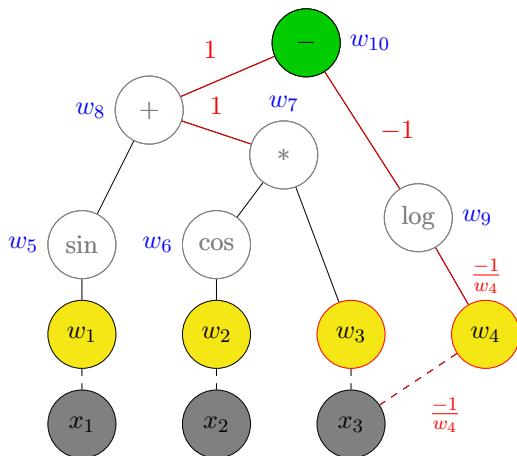 − w₁₀
1
w₇
w₈ + 1
∗
−1
w₅ sin w₆ cos log w₉
−1/w₄
w₁ w₂ w₃ w₄
x₁ x₂ x₃ −1/w₄